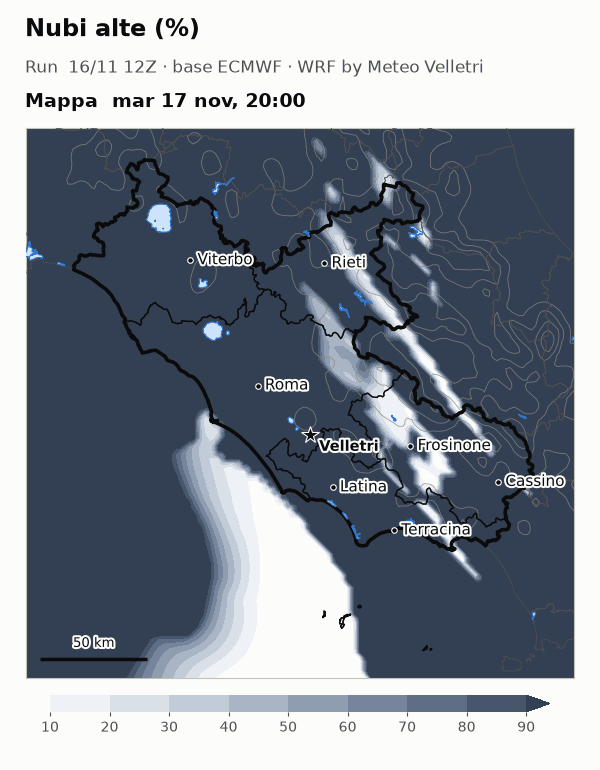 Nubi alte (%)
Run  16/11 12Z · base ECMWF · WRF by Meteo Velletri
Mappa  mar 17 nov, 20:00
Viterbo
Rieti
Roma
Velletri
Frosinone
Cassino
Latina
Terracina
50 km
10 20 30 40 50 60 70 80 90